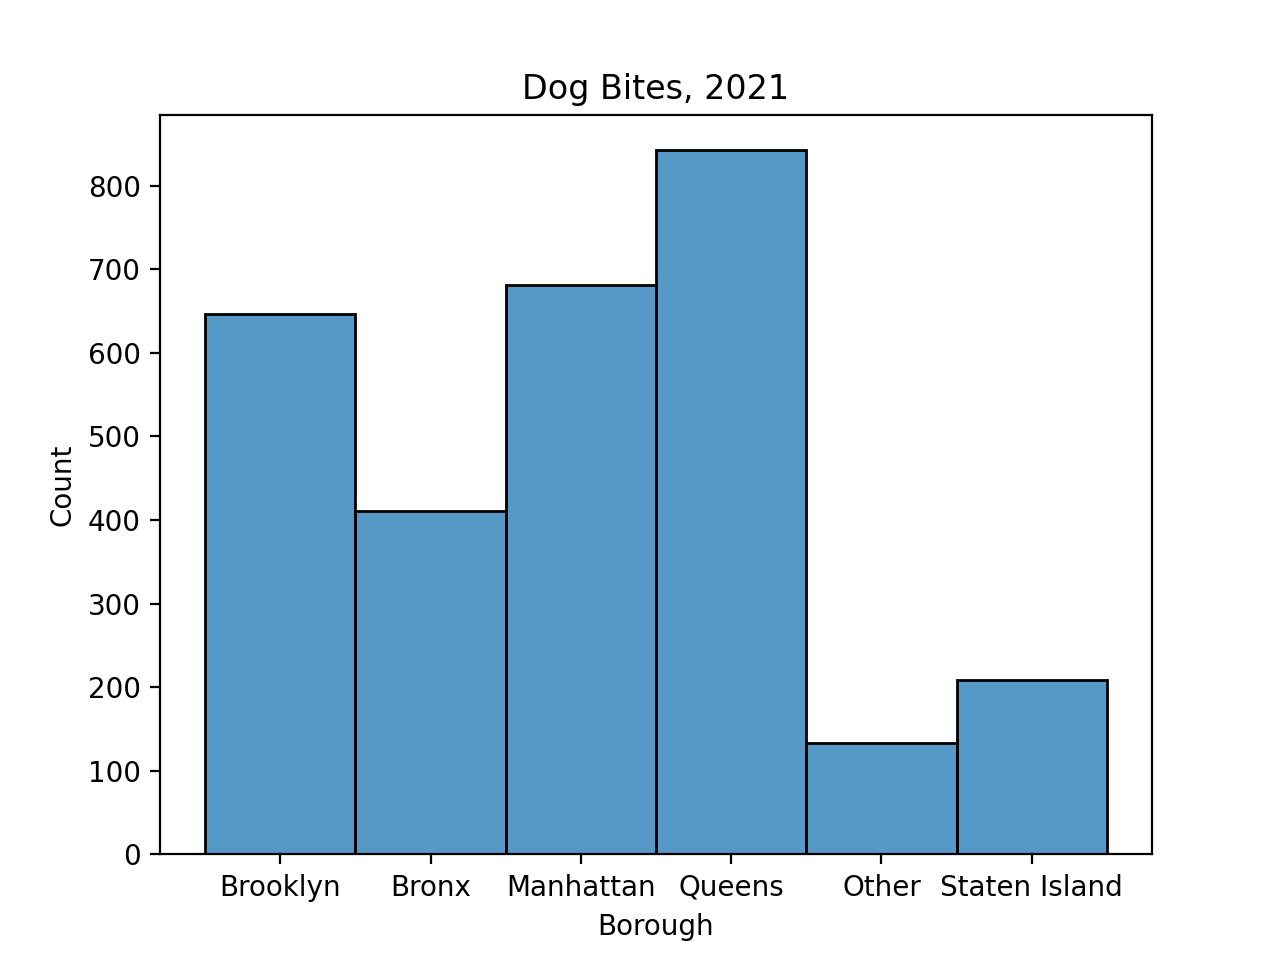 Dog Bites, 2021
800
700
600
500
400
300
200
100
0
Count
Brooklyn Bronx Manhattan Queens Other Staten Island
Borough